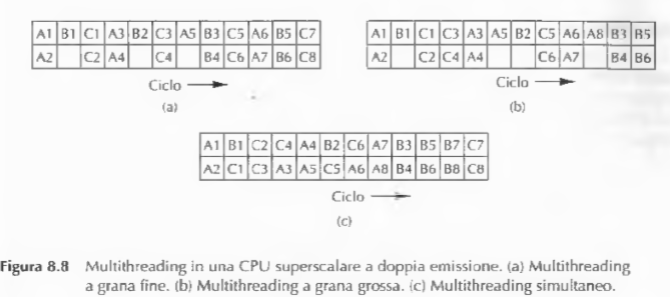 A1 B1 C1 A3 B2 C3 A5 B3 C5 A6 B5 C7
A2 C2 A4 C4 B4 C6 A7 B6 C8
Ciclo
(a)
A1 B1 C1 C3 A3 A5 B2 C5 A6 A8 B3 B5
A2 C2 C4 A4 C6 A7 B4 B6
Ciclo
(b)
A1 B1 C2 C4 A4 B2 C6 A7 B3 B5 B7 C7
A2 C1 C3 A3 A5 C5 A6 A8 B4 B6 B8 C8
Ciclo
(c)
Figura 8.8 Multithreading in una CPU superscalare a doppia emissione. (a) Multithreading
a grana fine. (b) Multithreading a grana grossa. (c) Multithreading simultaneo.